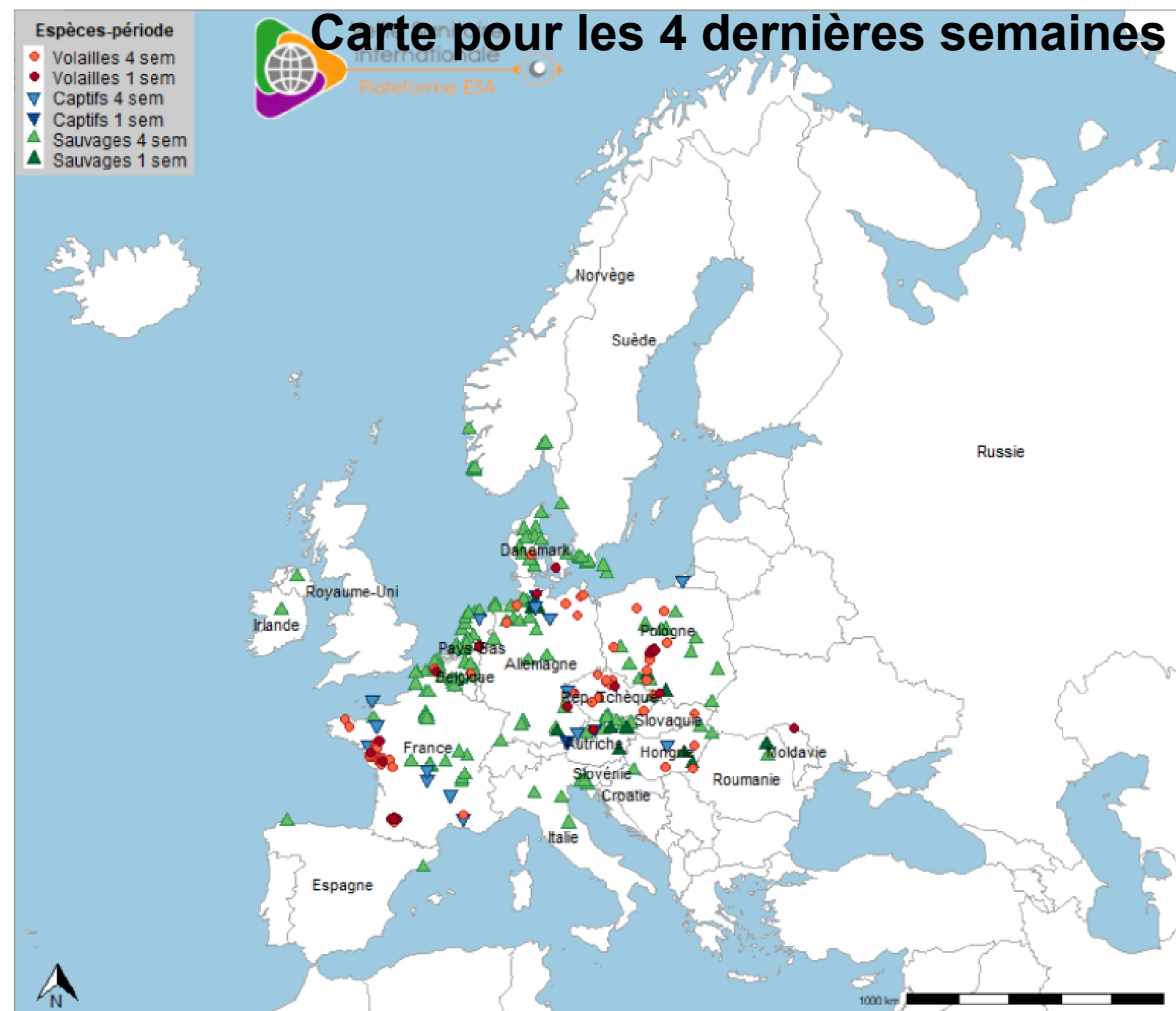 Carte pour les 4 dernières semaines
Espèces-période
Volailles 4 sem
Volailles 1 sem
Captifs 4 sem
Captifs 1 sem
Sauvages 4 sem
Sauvages 1 sem
internationale
Plateforme ESA
Norvège
Suède
Russie
Danemark
Royaume-Uni
Irlande
Pologne
Pays-Bas
Allemagne
Belgique
Rép. Tchèque
Slovaquie
France
Autriche
Hongrie
Moldavie
Slovénie
Roumanie
Croatie
Italie
Espagne
N
1000 km